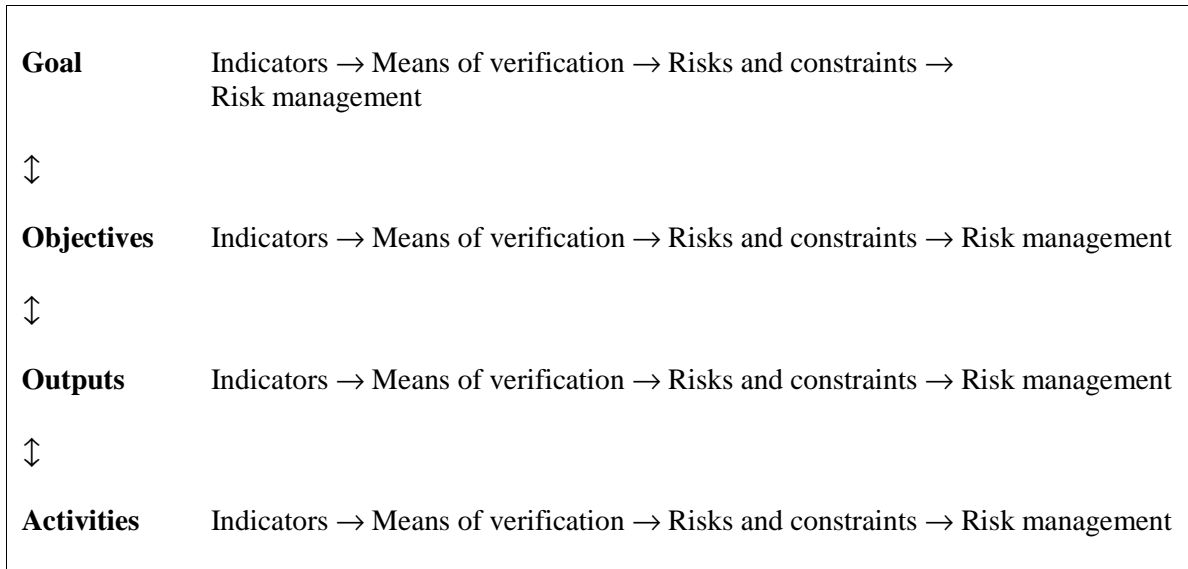 Goal Indicators → Means of verification → Risks and constraints →
Risk management
↕
Objectives Indicators → Means of verification → Risks and constraints → Risk management
↕
Outputs Indicators → Means of verification → Risks and constraints → Risk management
↕
Activities Indicators → Means of verification → Risks and constraints → Risk management